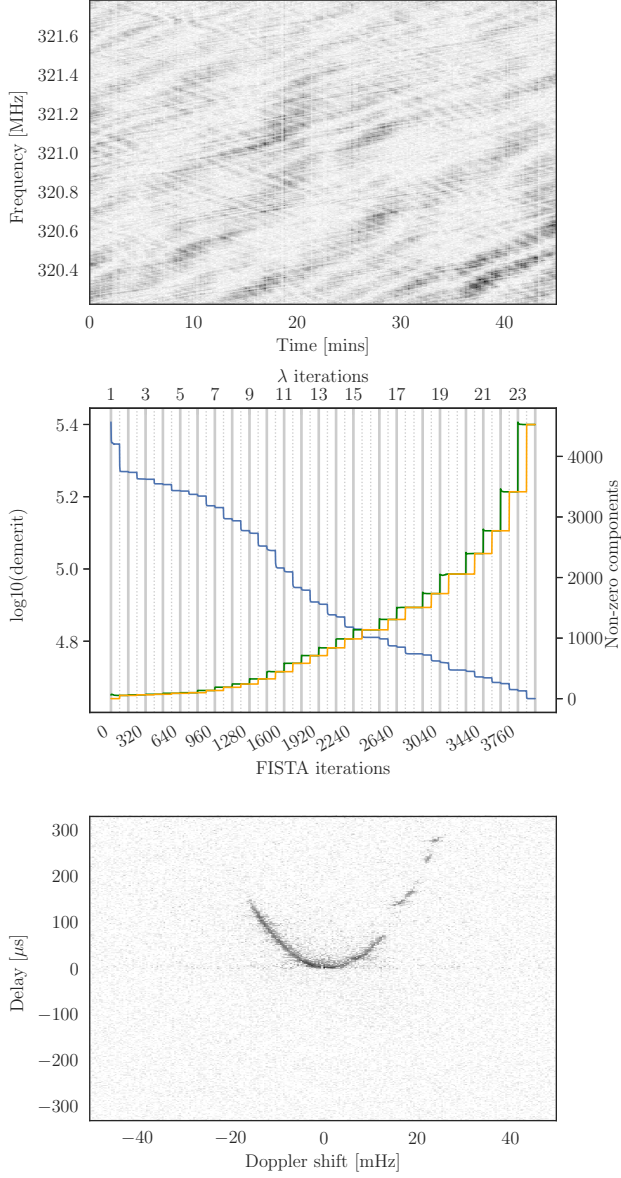 321.6
321.4
321.2
321.0
320.8
320.6
320.4
Frequency [MHz]
0 10 20 30 40
Time [mins]
λ iterations
1 3 5 7 9 11 13 15 17 19 21 23
5.4
5.2
5.0
4.8
log10(demerit)
4000
3000
2000
1000
0
Non-zero components
0 320 640 960 1280 1600 1920 2240 2640 3040 3440 3760
FISTA iterations
300
200
100
0
−100
−200
−300
Delay [μs]
−40 −20 0 20 40
Doppler shift [mHz]